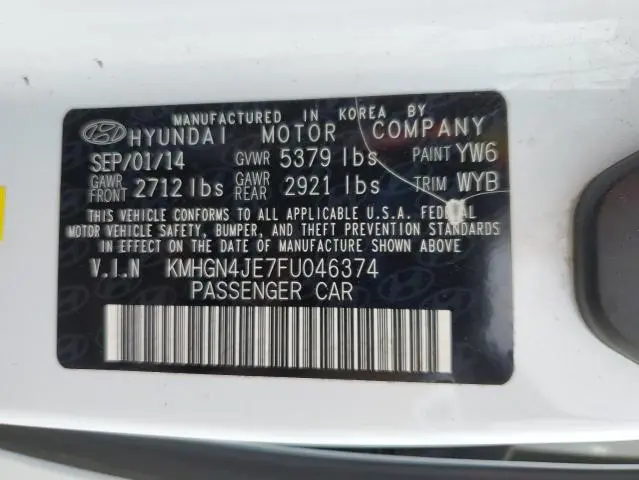 MANUFACTURED IN KOREA BY
HYUNDAI MOTOR COMPANY
SEP/01/14 GVWR 5379 lbs PAINT YW6
GAWR FRONT 2712 lbs GAWR REAR 2921 lbs TRIM WYB
THIS VEHICLE CONFORMS TO ALL APPLICABLE U.S.A. FEDERAL
MOTOR VEHICLE SAFETY, BUMPER, AND THEFT PREVENTION STANDARDS
IN EFFECT ON THE DATE OF MANUFACTURE SHOWN ABOVE
V.I.N KMHGN4JE7FU046374
PASSENGER CAR